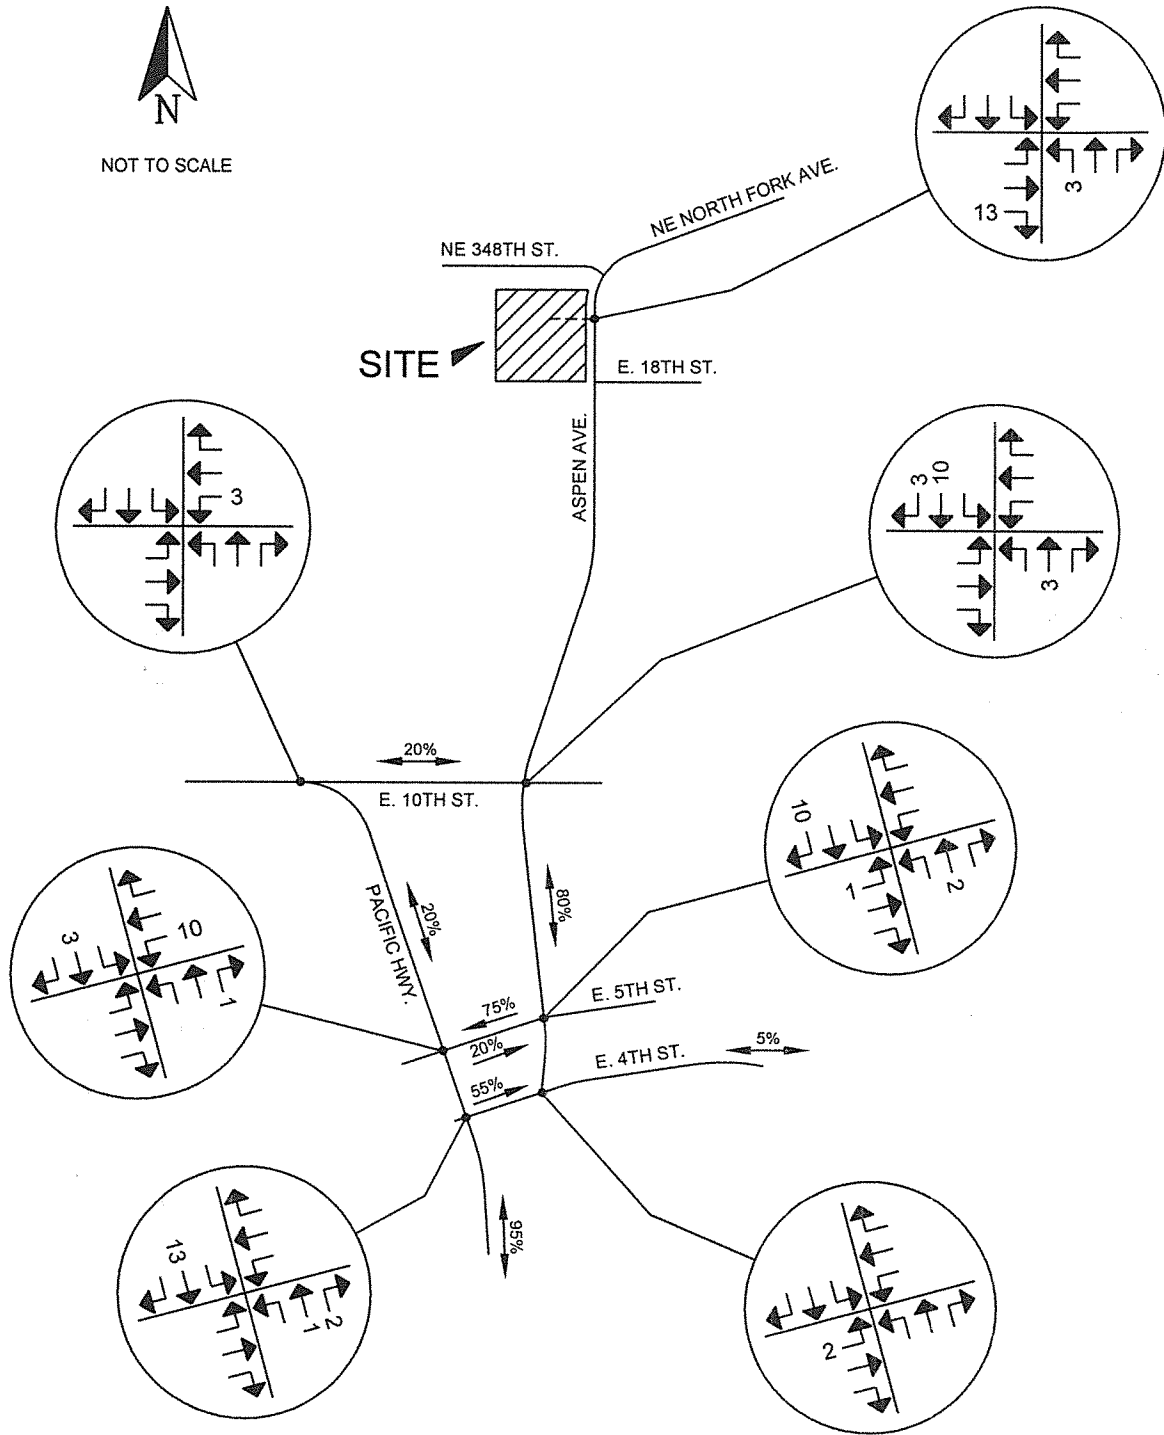 N
NOT TO SCALE
3
13
NE NORTH FORK AVE.
NE 348TH ST.
SITE
E. 18TH ST.
ASPEN AVE.
3
3
10
3
20%
E. 10TH ST.
PACIFIC HWY.
20%
80%
10
1
2
3
10
1
75%
E. 5TH ST.
20%
E. 4TH ST.
5%
55%
95%
13
1
2
2